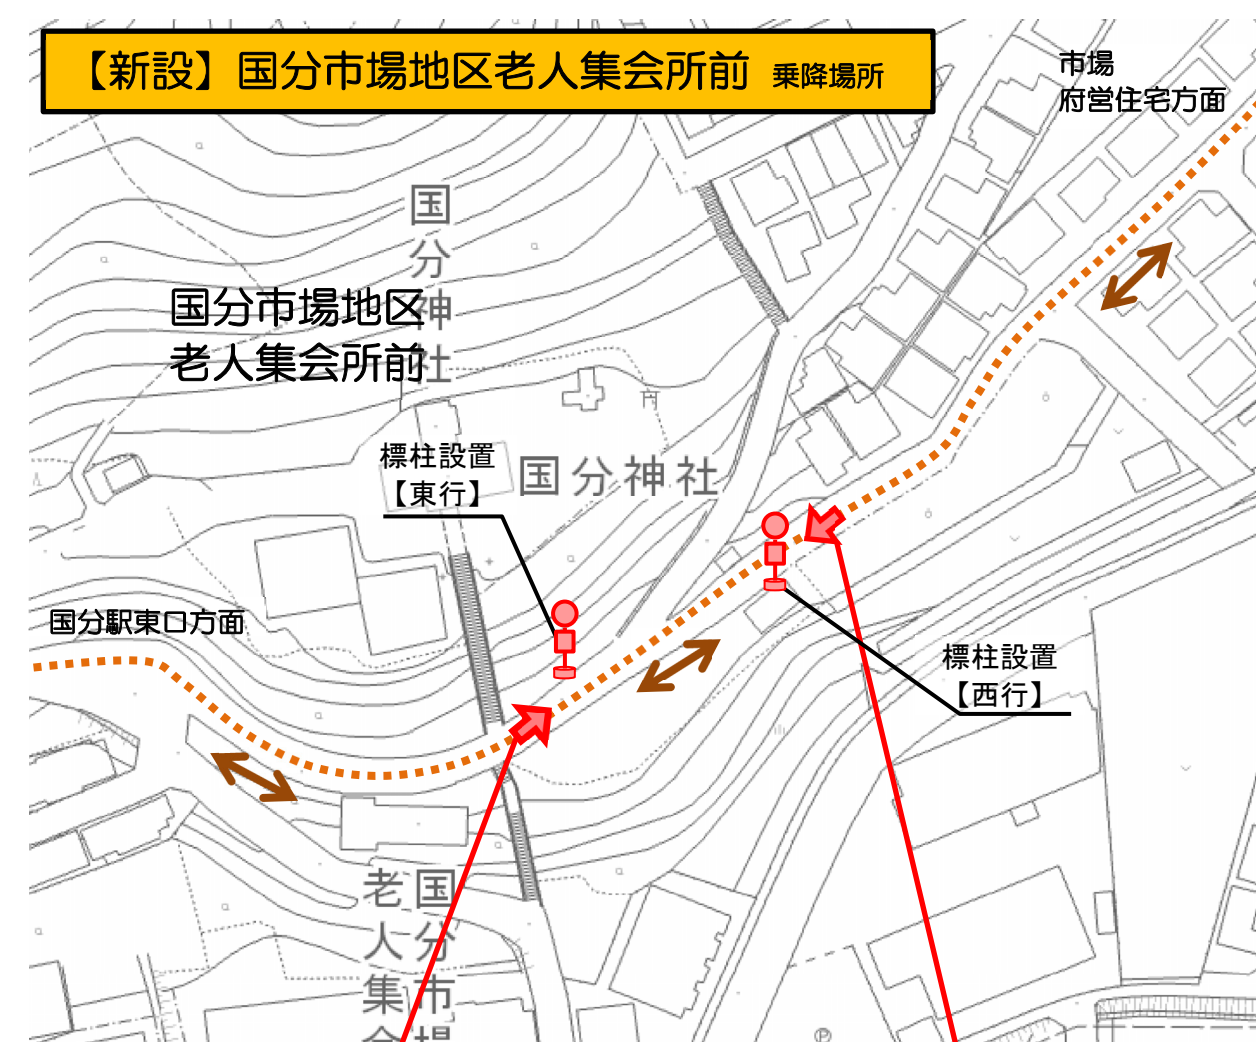 【新設】国分市場地区老人集会所前 乗降場所
市場
府営住宅方面
国分神社
国分市場地区
老人集会所前
標柱設置
【東行】
国分神社
国分駅東口方面
標柱設置
【西行】
国分市場
老人集会
P